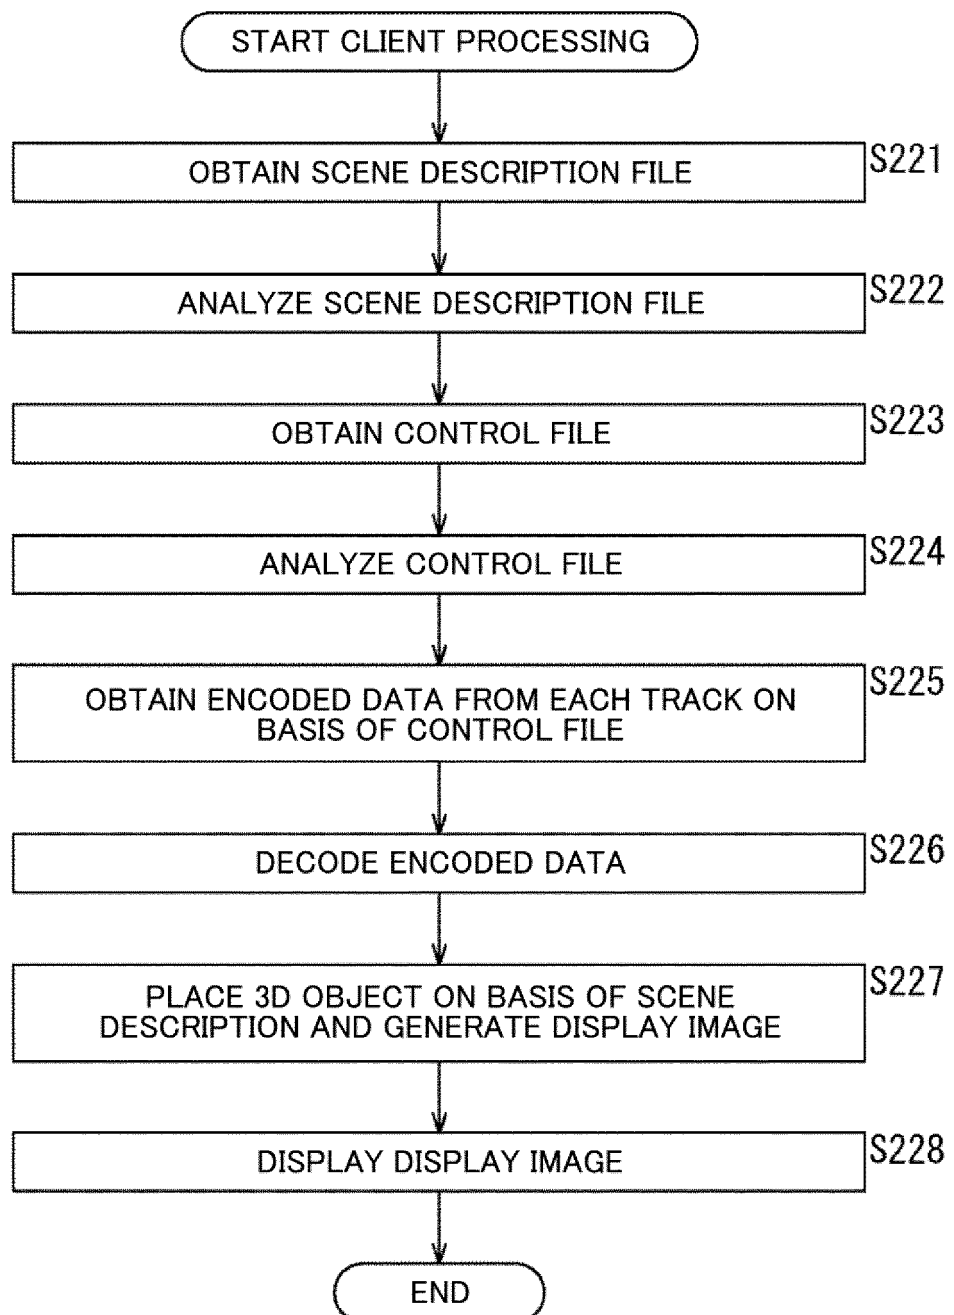 START CLIENT PROCESSING
S221
OBTAIN SCENE DESCRIPTION FILE
S222
ANALYZE SCENE DESCRIPTION FILE
S223
OBTAIN CONTROL FILE
S224
ANALYZE CONTROL FILE
S225
OBTAIN ENCODED DATA FROM EACH TRACK ON
BASIS OF CONTROL FILE
S226
DECODE ENCODED DATA
S227
PLACE 3D OBJECT ON BASIS OF SCENE
DESCRIPTION AND GENERATE DISPLAY IMAGE
S228
DISPLAY DISPLAY IMAGE
END